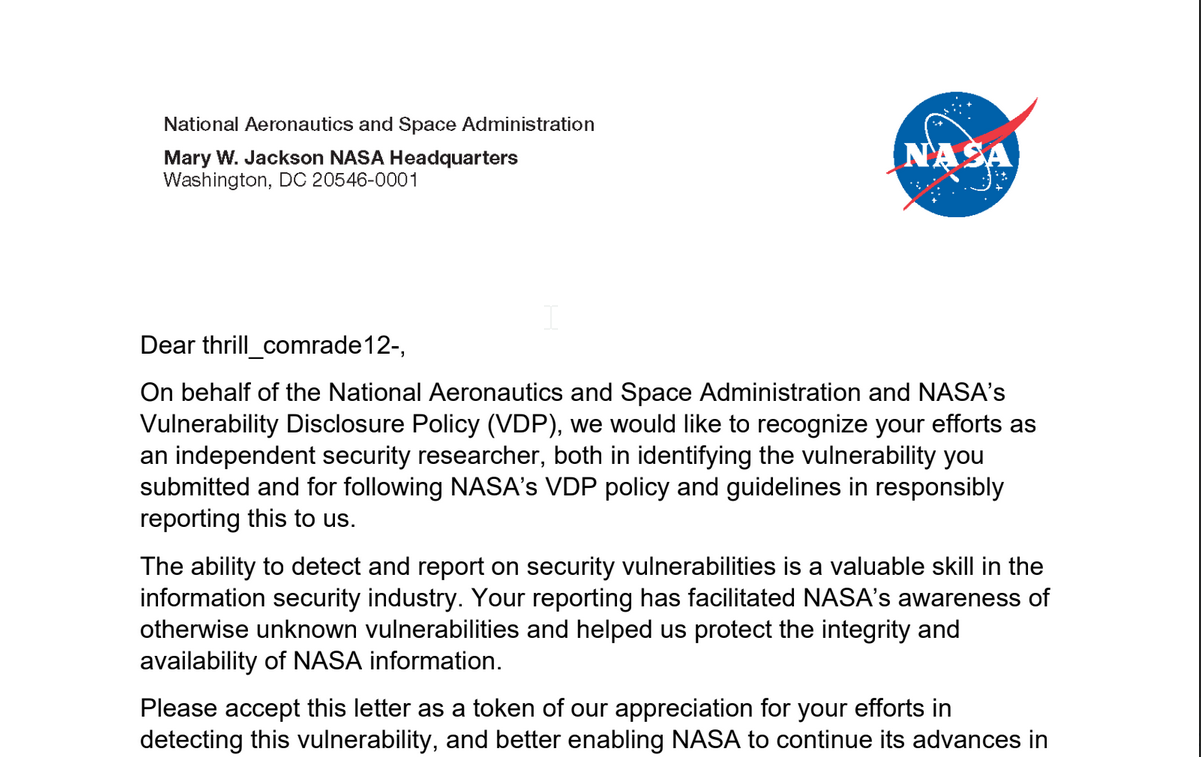 National Aeronautics and Space Administration
Mary W. Jackson NASA Headquarters
Washington, DC 20546-0001
NASA
Dear thrill_comrade12-,
On behalf of the National Aeronautics and Space Administration and NASA’s
Vulnerability Disclosure Policy (VDP), we would like to recognize your efforts as
an independent security researcher, both in identifying the vulnerability you
submitted and for following NASA’s VDP policy and guidelines in responsibly
reporting this to us.
The ability to detect and report on security vulnerabilities is a valuable skill in the
information security industry. Your reporting has facilitated NASA’s awareness of
otherwise unknown vulnerabilities and helped us protect the integrity and
availability of NASA information.
Please accept this letter as a token of our appreciation for your efforts in
detecting this vulnerability, and better enabling NASA to continue its advances in